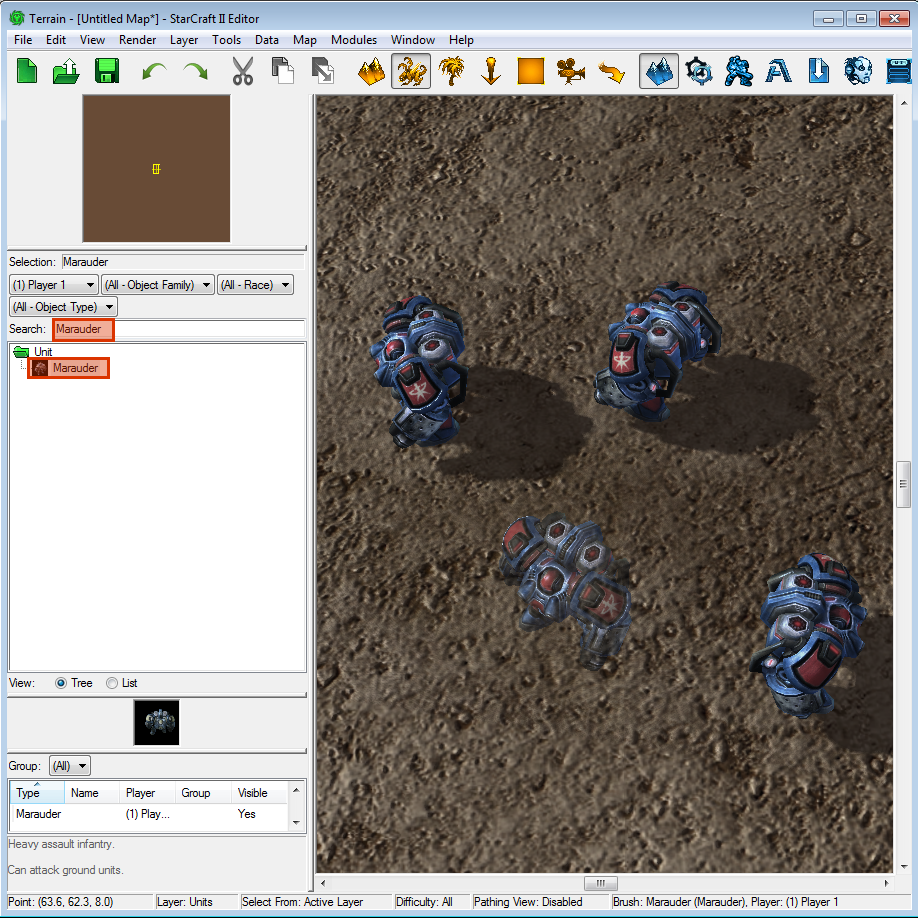 Terrain - [Untitled Map*] - StarCraft II Editor
File Edit View Render Layer Tools Data Map Modules Window Help
Selection: Marauder
(1) Player 1 (All - Object Family) (All - Race)
(All - Object Type)
Search: Marauder
Unit
Marauder
View: Tree List
Group: (All)
Type Name Player Group Visible
Marauder (1) Play... Yes
Heavy assault infantry.
Can attack ground units.
Point: (63.6, 62.3, 8.0) Layer: Units Select From: Active Layer Difficulty: All Pathing View: Disabled Brush: Marauder (Marauder), Player: (1) Player 1